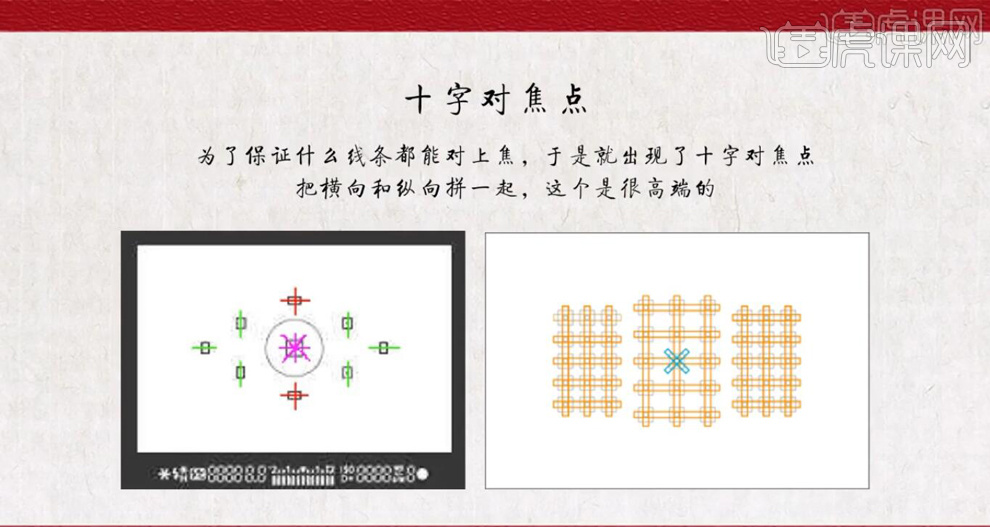 虎课网
十字对焦点
为了保证什么线条都能对上焦，于是就出现了十字对焦点
把横向和纵向拼一起，这个是很高端的
ISO